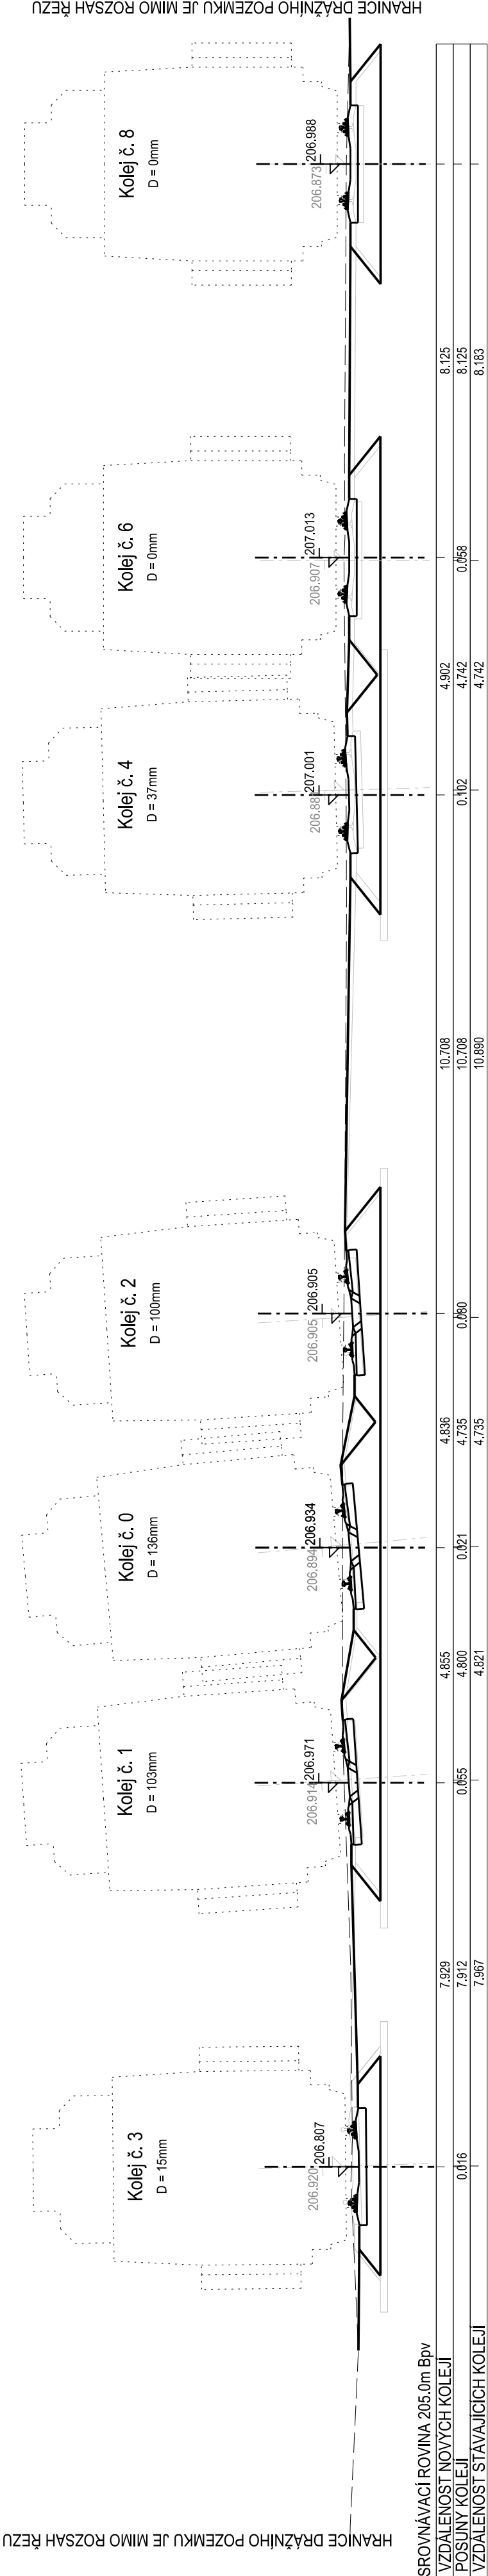 HRANICE DRÁŽNÍHO POZEMKU JE MIMO ROZSAH ŘEZU
Kolej č. 3
D = 15mm
206.920
206.807
Kolej č. 1
D = 103mm
206.914
206.971
Kolej č. 0
D = 136mm
206.894
206.934
Kolej č. 2
D = 100mm
206.905
206.905
Kolej č. 4
D = 37mm
207.001
Kolej č. 6
D = 0mm
206.907
207.013
Kolej č. 8
D = 0mm
206.873
206.988
HRANICE DRÁŽNÍHO POZEMKU JE MIMO ROZSAH ŘEZU
SROVNÁVACÍ ROVINA 205.0m Bpv
VZDÁLENOST NOVÝCH KOLEJÍ 7.929 4.855 4.836 10.708 4.902 8.125
POSUNY KOLEJÍ 0.016 7.912 0.055 4.800 0.021 4.735 0.080 10.708 0.102 4.742 0.058 8.125
VZDÁLENOST STÁVAJÍCÍCH KOLEJÍ 7.967 4.821 4.735 10.890 4.742 8.183